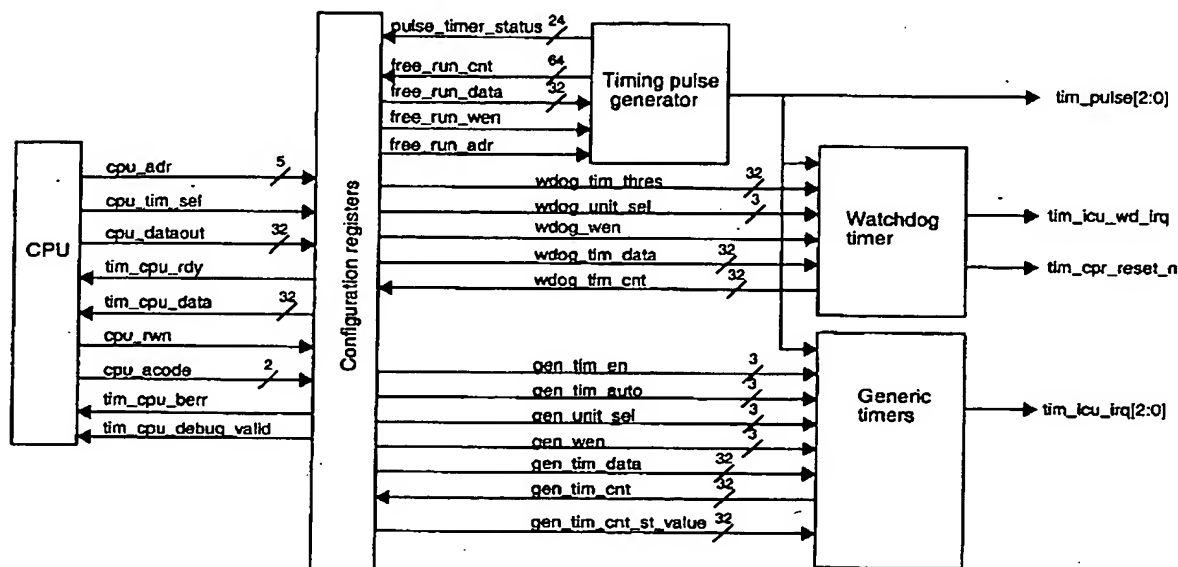 pulse_timer_status 24
free_run_cnt 64
free_run_data 32
free_run_wen
free_run_adr
Timing pulse
generator
tim_pulse[2:0]
CPU
cpu_adr 5
cpu_tim_sel
cpu_dataout 32
tim_cpu_rdy
tim_cpu_data 32
cpu_rwn
cpu_acode 2
tim_cpu_berr
tim_cpu_debug_valid
Configuration registers
wdog_tim_thres 32
wdog_unit_sel 3
wdog_wen
wdog_tim_data 32
wdog_tim_cnt 32
Watchdog
timer
tim_icu_wd_irq
tim_cpr_reset_n
gen_tim_en 3
gen_tim_auto 3
gen_unit_sel 3
gen_wen 3
gen_tim_data 32
gen_tim_cnt 32
gen_tim_cnt_st_value 32
Generic
timers
tim_icu_irq[2:0]